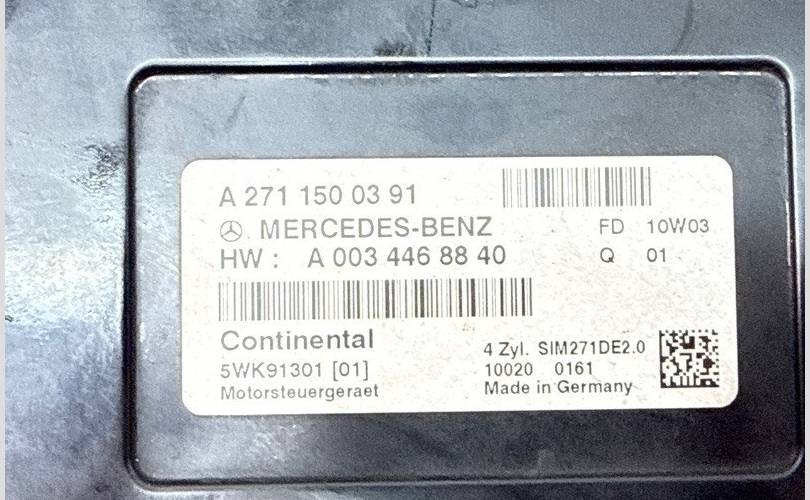 A 271 150 03 91
MERCEDES-BENZ
FD 10W03
HW : A 003 446 88 40
Q 01
Continental
5WK91301 [01]
Motorsteuergeraet
4 Zyl. SIM271DE2.0
10020 0161
Made in Germany